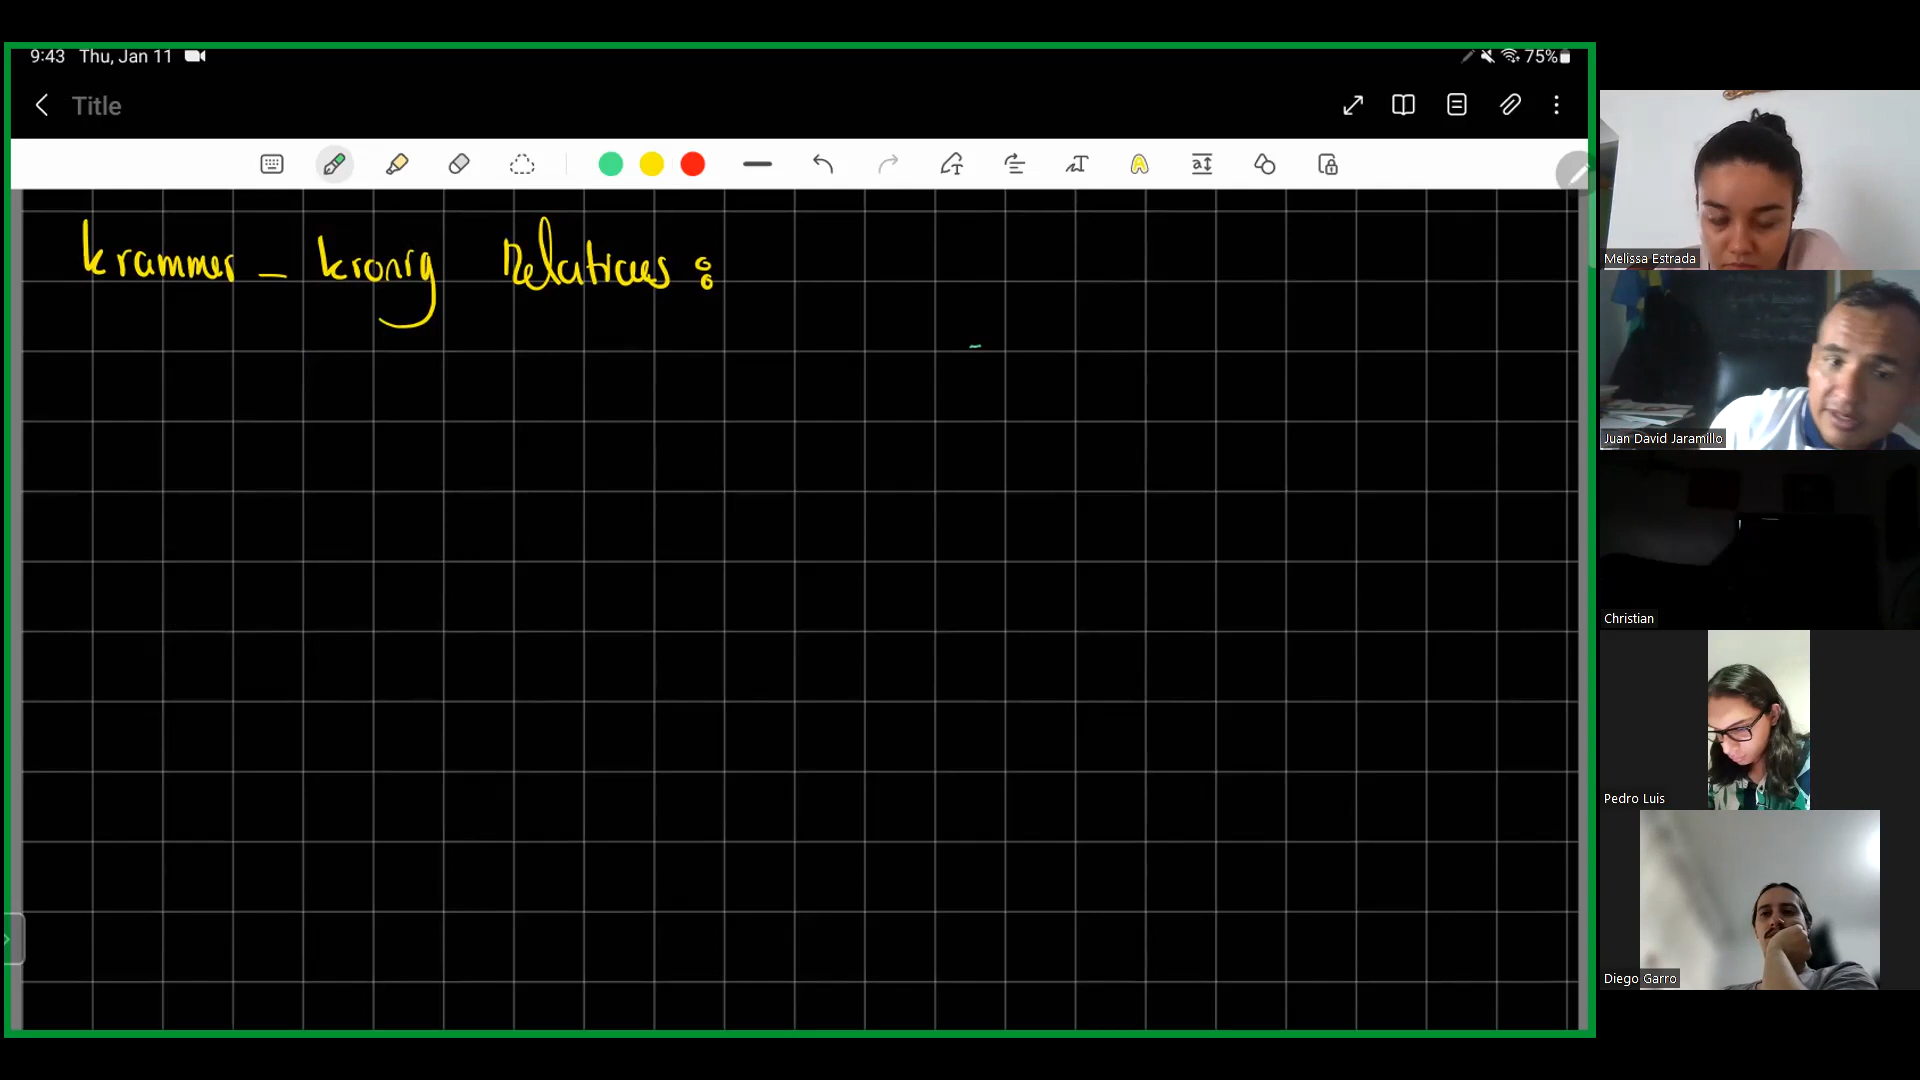 9:43 Thu, Jan 11
75%
Title
krammer - kronig Relations :
Melissa Estrada
Juan David Jaramillo
Christian
Pedro Luis
Diego Garro